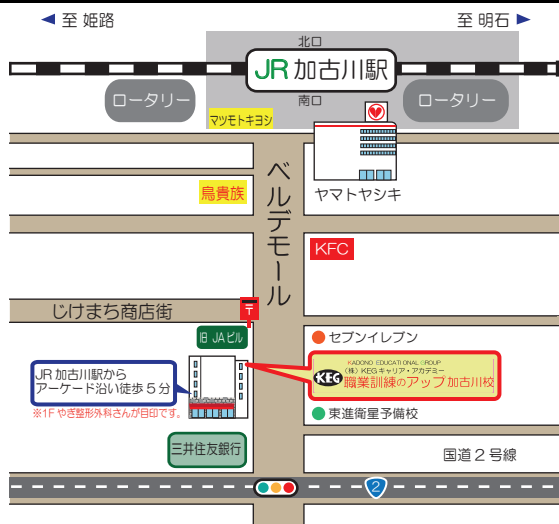 ◀ 至 姫路
至 明石 ▶
北口
JR 加古川駅
南口
ロータリー
ロータリー
マツモトキヨシ
ヤマトヤシキ
鳥貴族
ベルデモール
KFC
〒
じけまち商店街
旧 JAビル
セブンイレブン
JR 加古川駅から
アーケード沿い徒歩 5 分
※1F やぎ整形外科さんが目印です。
KADONO EDUCATIONAL GROUP
(株) KEG キャリア・アカデミー
KEG 職業訓練のアップ 加古川校
東進衛星予備校
三井住友銀行
国道 2 号線
2